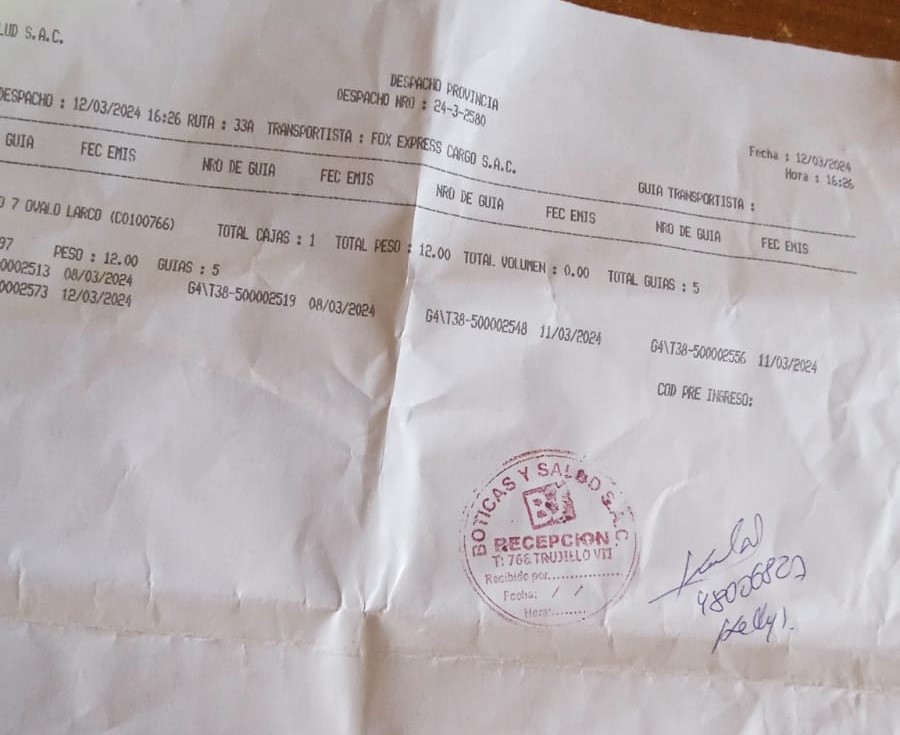 LUD S.A.C.
DESPACHO PROVINCIA
DESPACHO NRO : 24-3-2580
Fecha : 12/03/2024
Hora : 16:26
DESPACHO : 12/03/2024 16:26 RUTA : 33A TRANSPORTISTA : FOX EXPRESS CARGO S.A.C.
GUIA TRANSPORTISTA :
GUIA FEC EMIS NRO DE GUIA FEC EMIS NRO DE GUIA FEC EMIS NRO DE GUIA FEC EMIS
O 7 OVALO LARCO (C0100766) TOTAL CAJAS : 1 TOTAL PESO : 12.00 TOTAL VOLUMEN : 0.00 TOTAL GUIAS : 5
97 PESO : 12.00 GUIAS : 5
0002513 08/03/2024 G4\T38-500002519 08/03/2024 G4\T38-500002548 11/03/2024 G4\T38-500002556 11/03/2024
0002573 12/03/2024
COD PRE INGRESO:
BOTICAS Y SALUD S.A.C.
BS
RECEPCION
T: 766 TRUJILLO VII
Recibido por..................
Fecha: / /
Hora:........
48026827
Kelly